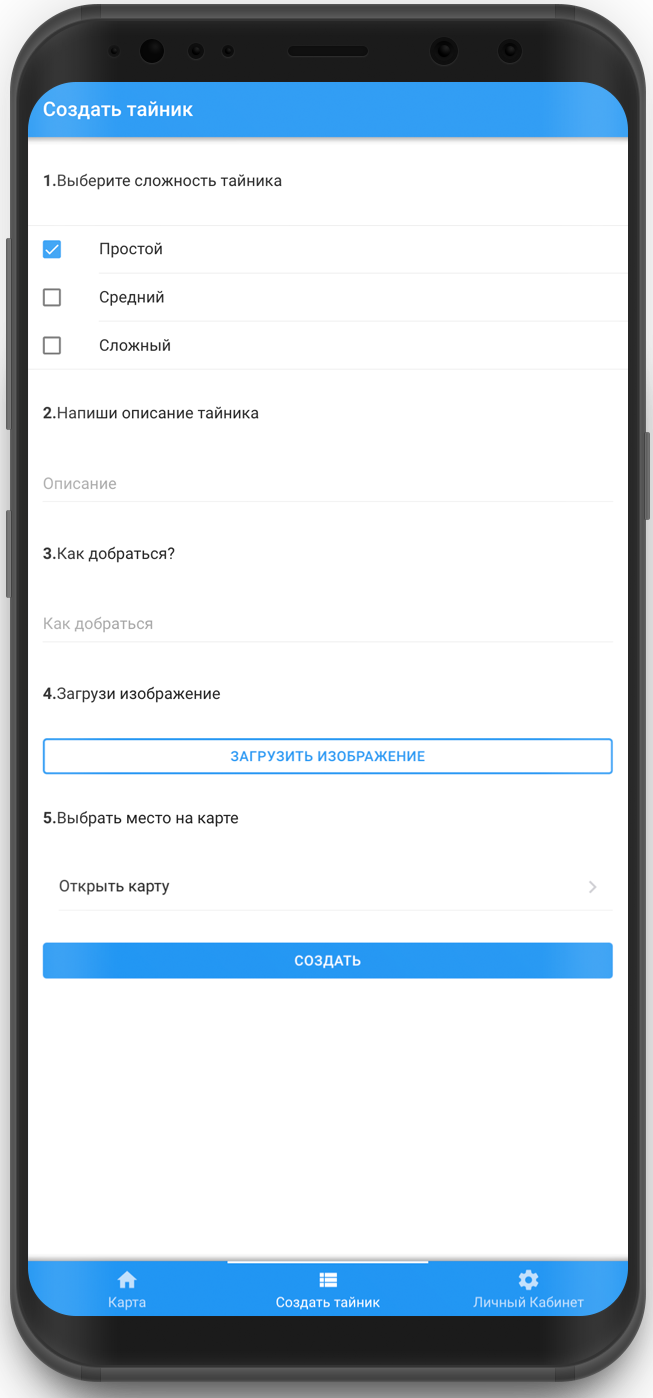 Создать тайник
1.Выберите сложность тайника
Простой
Средний
Сложный
2.Напиши описание тайника
Описание
3.Как добраться?
Как добраться
4.Загрузи изображение
ЗАГРУЗИТЬ ИЗОБРАЖЕНИЕ
5.Выбрать место на карте
Открыть карту
СОЗДАТЬ
Карта
Создать тайник
Личный Кабинет